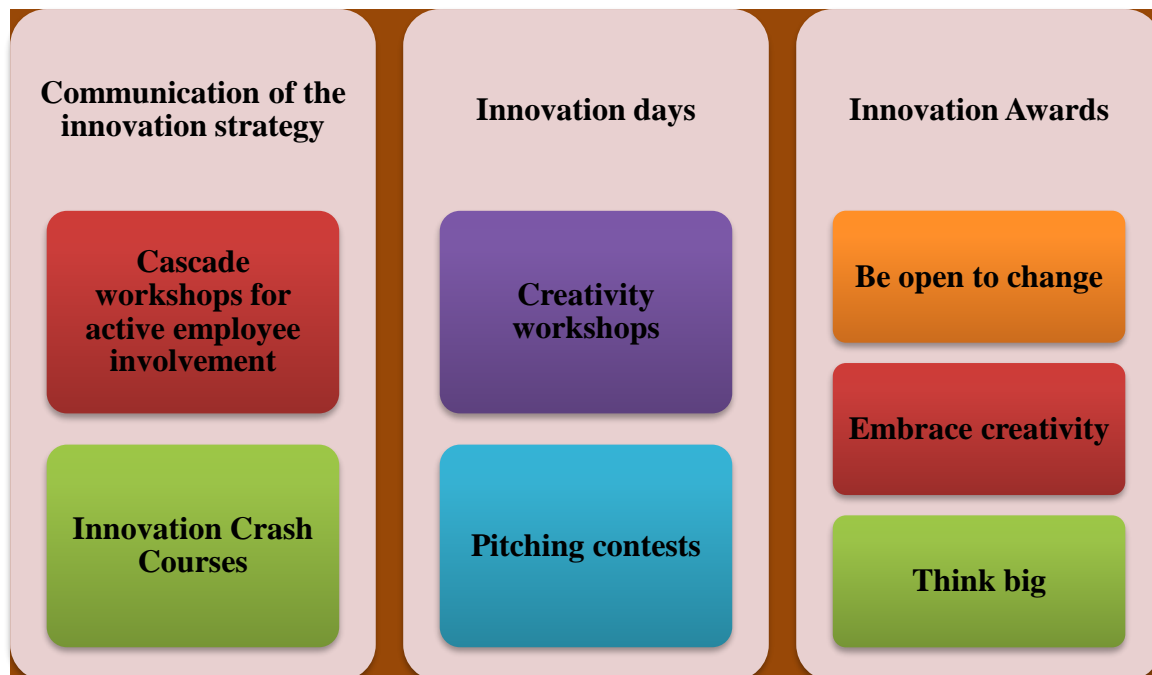 Communication of the
innovation strategy
Cascade
workshops for
active employee
involvement
Innovation Crash
Courses
Innovation days
Creativity
workshops
Pitching contests
Innovation Awards
Be open to change
Embrace creativity
Think big